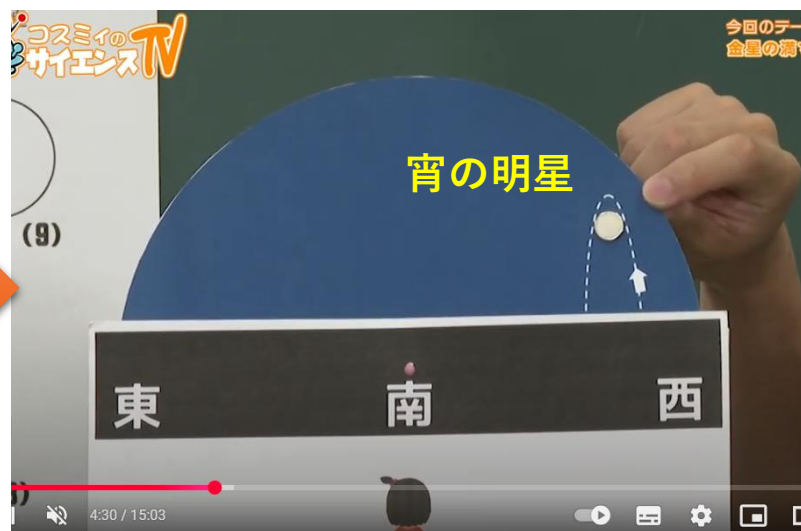 コスミィの
サイエンスTV
今回のテー
金星の満ち
宵の明星
(9)
東 南 西
4:30 / 15:03